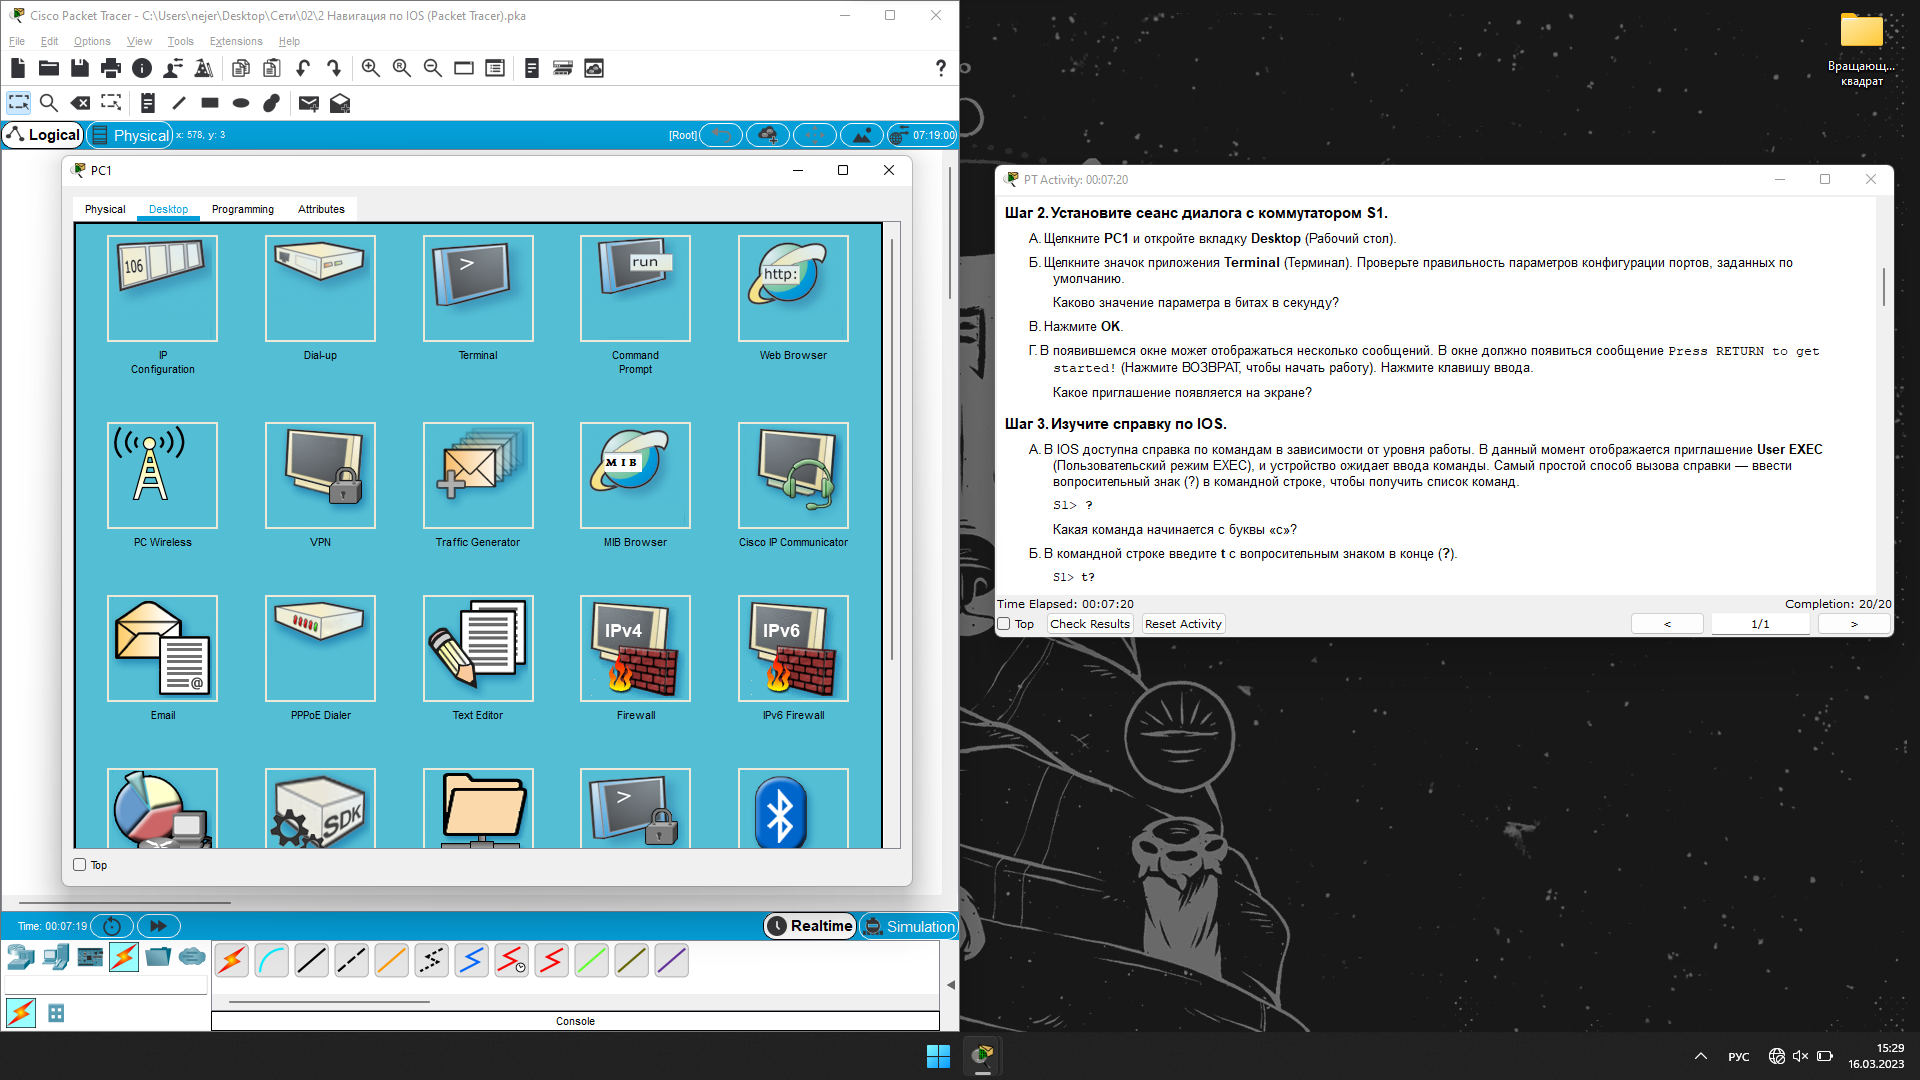 Cisco Packet Tracer - C:\Users\nejer\Desktop\Сети\02\2 Навигация по IOS (Packet Tracer).pka
File Edit Options View Tools Extensions Help
?
Logical Physical x: 578, y: 3 [Root] 07:19:00
PC1
Physical Desktop Programming Attributes
106
>
run
http:
IP Configuration
Dial-up
Terminal
Command Prompt
Web Browser
MIB
PC Wireless
VPN
Traffic Generator
MIB Browser
Cisco IP Communicator
@
IPv4
IPv6
Email
PPPoE Dialer
Text Editor
Firewall
IPv6 Firewall
SDK
>
Top
Time: 00:07:19
Realtime Simulation
Console
Вращающ...
квадрат
PT Activity: 00:07:20
Шаг 2. Установите сеанс диалога с коммутатором S1.
А. Щелкните PC1 и откройте вкладку Desktop (Рабочий стол).
Б. Щелкните значок приложения Terminal (Терминал). Проверьте правильность параметров конфигурации портов, заданных по
умолчанию.
Каково значение параметра в битах в секунду?
В. Нажмите OK.
Г. В появившемся окне может отображаться несколько сообщений. В окне должно появиться сообщение Press RETURN to get
started! (Нажмите ВОЗВРАТ, чтобы начать работу). Нажмите клавишу ввода.
Какое приглашение появляется на экране?
Шаг 3. Изучите справку по IOS.
А. В IOS доступна справка по командам в зависимости от уровня работы. В данный момент отображается приглашение User EXEC
(Пользовательский режим EXEC), и устройство ожидает ввода команды. Самый простой способ вызова справки — ввести
вопросительный знак (?) в командной строке, чтобы получить список команд.
S1> ?
Какая команда начинается с буквы «c»?
Б. В командной строке введите t с вопросительным знаком в конце (?).
S1> t?
Time Elapsed: 00:07:20 Completion: 20/20
Top Check Results Reset Activity < 1/1 >
РУС
15:29
16.03.2023